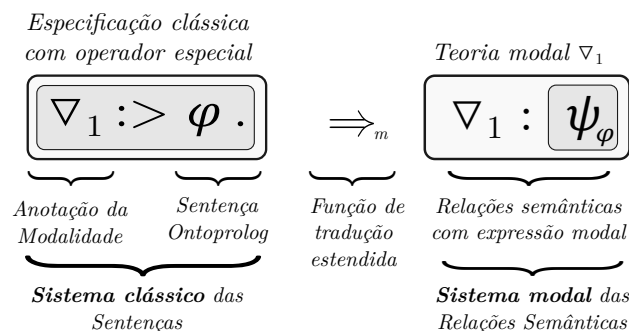 Especificação clássica
com operador especial
Teoria modal ▽₁
▽₁ :> φ .
⇒ₘ
▽₁ : ψ_φ
Anotação da
Modalidade
Sentença
Ontoprolog
Função de
tradução
estendida
Relações semânticas
com expressão modal
Sistema clássico das
Sentenças
Sistema modal das
Relações Semânticas